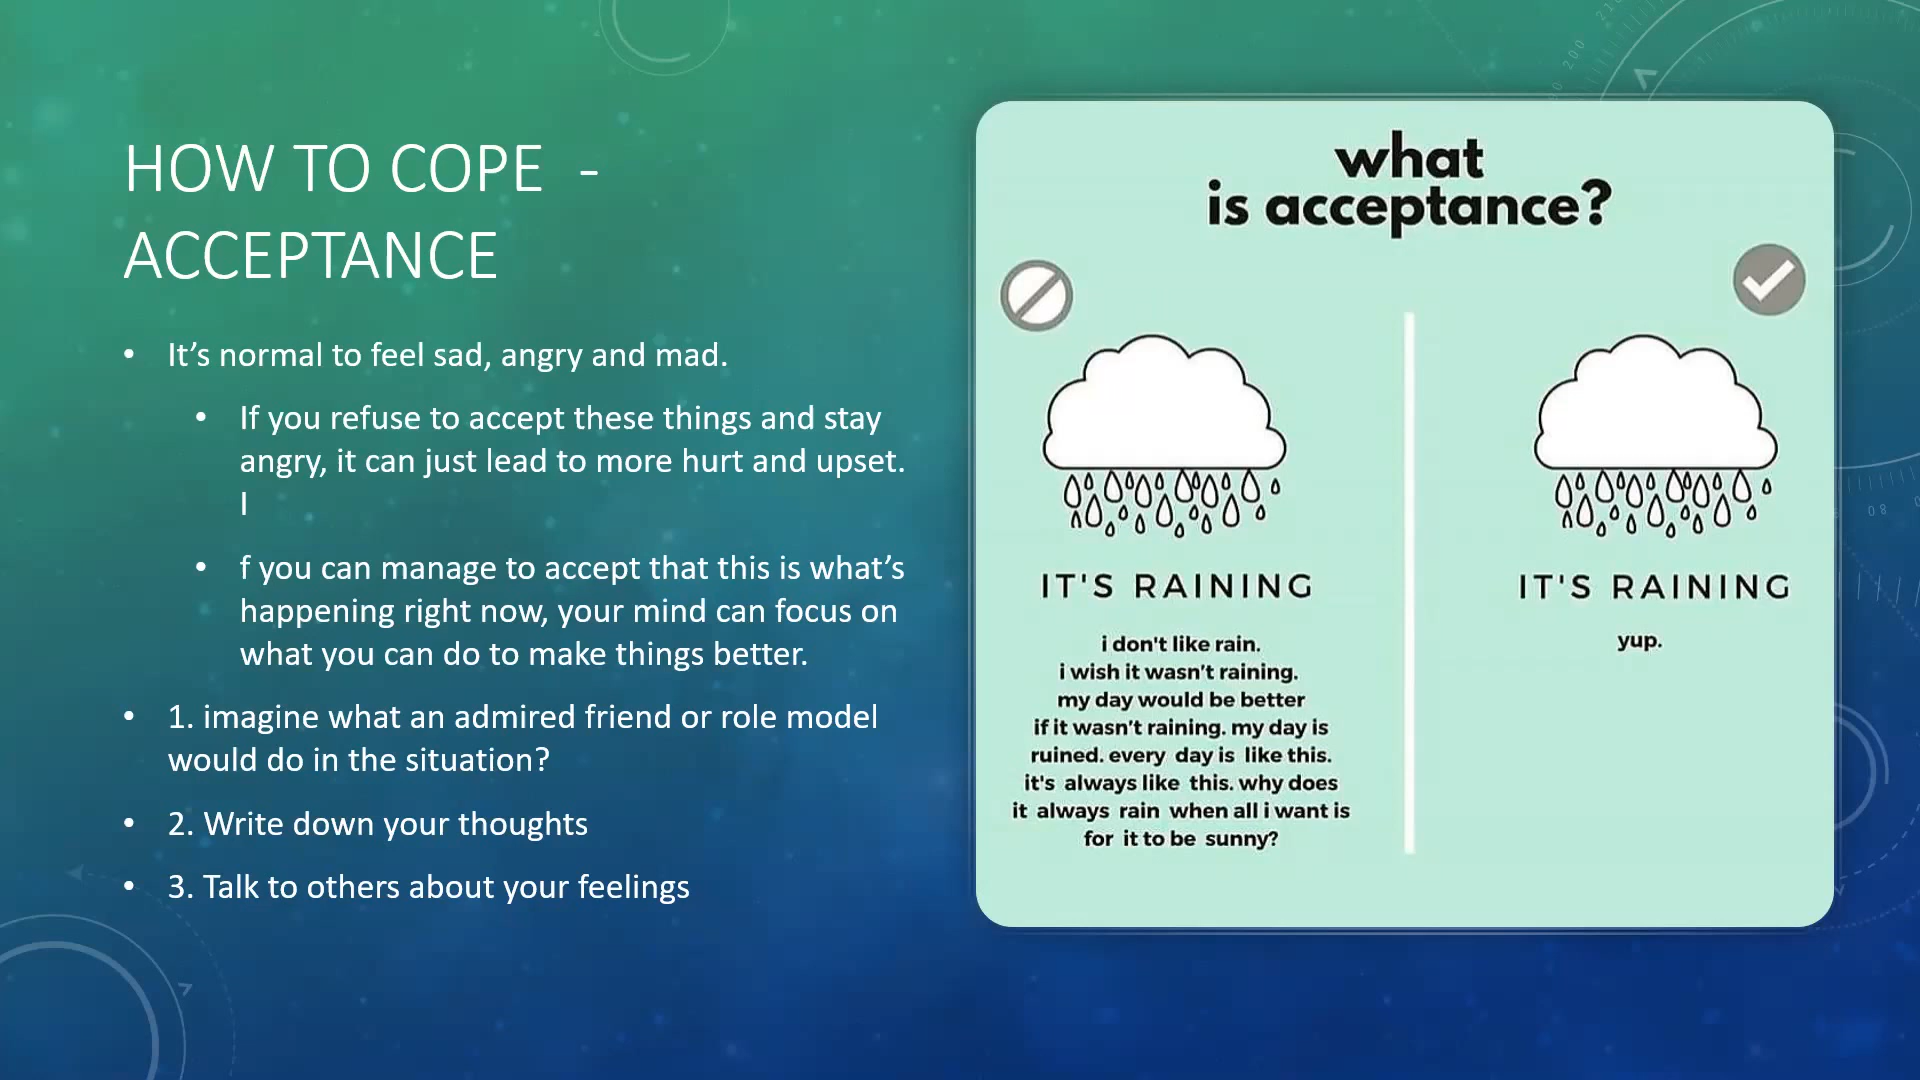 HOW TO COPE -
ACCEPTANCE
• It’s normal to feel sad, angry and mad.
• If you refuse to accept these things and stay
angry, it can just lead to more hurt and upset.
I
• f you can manage to accept that this is what’s
happening right now, your mind can focus on
what you can do to make things better.
• 1. imagine what an admired friend or role model
would do in the situation?
• 2. Write down your thoughts
• 3. Talk to others about your feelings
what
is acceptance?
IT'S RAINING
i don't like rain.
i wish it wasn't raining.
my day would be better
if it wasn't raining. my day is
ruined. every day is like this.
it's always like this. why does
it always rain when all i want is
for it to be sunny?
IT'S RAINING
yup.
200
80